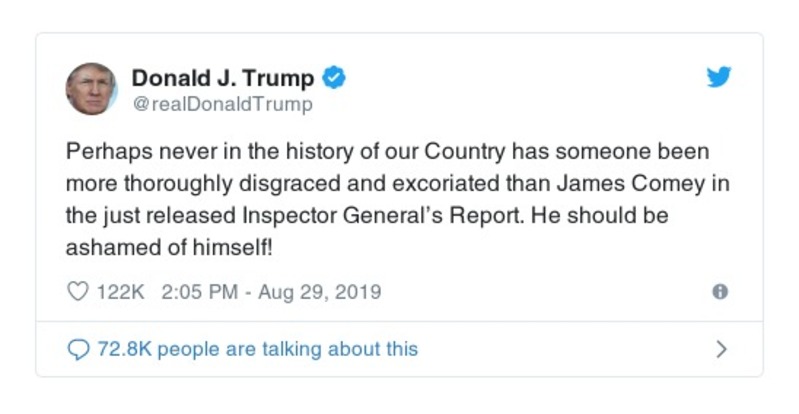 Donald J. Trump
@realDonaldTrump
Perhaps never in the history of our Country has someone been
more thoroughly disgraced and excoriated than James Comey in
the just released Inspector General’s Report. He should be
ashamed of himself!
122K 2:05 PM - Aug 29, 2019
72.8K people are talking about this